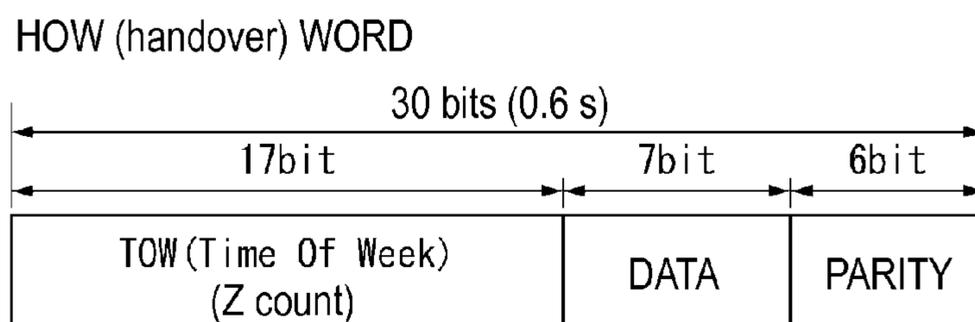 HOW (handover) WORD
30 bits (0.6 s)
17bit 7bit 6bit
TOW(Time Of Week)
(Z count)
DATA
PARITY